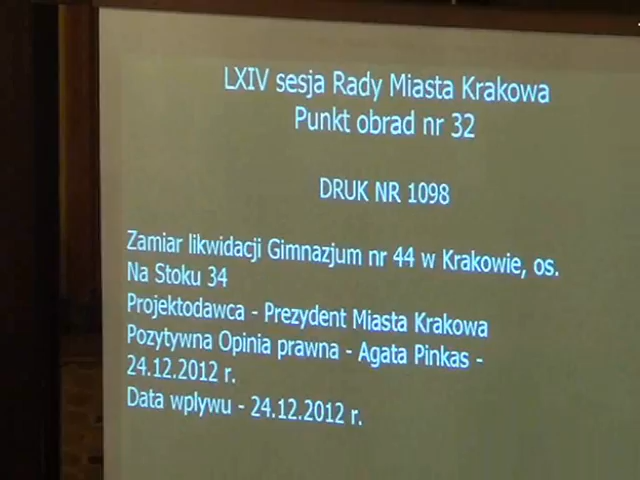 LXIV sesja Rady Miasta Krakowa
Punkt obrad nr 32
DRUK NR 1098
Zamiar likwidacji Gimnazjum nr 44 w Krakowie, os.
Na Stoku 34
Projektodawca - Prezydent Miasta Krakowa
Pozytywna Opinia prawna - Agata Pinkas -
24.12.2012 r.
Data wpływu - 24.12.2012 r.